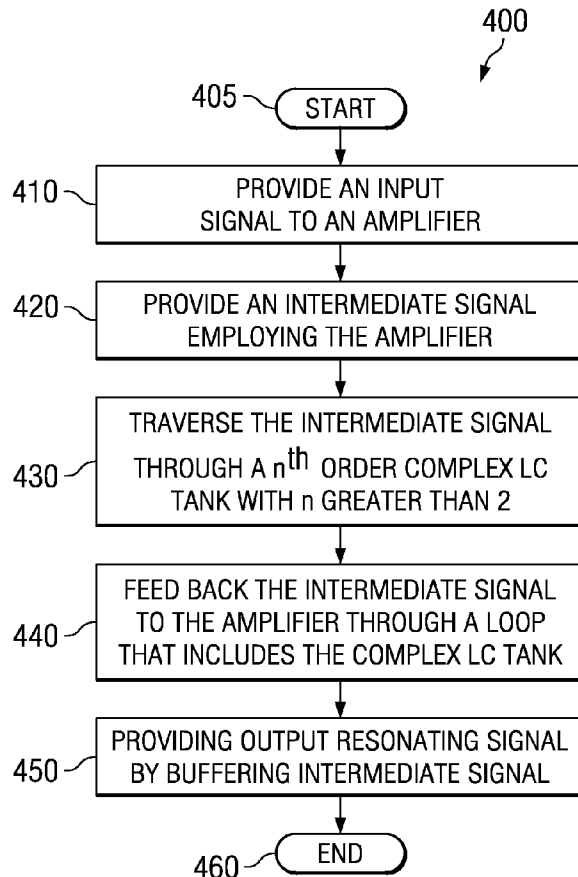 400
405
START
410
PROVIDE AN INPUT
SIGNAL TO AN AMPLIFIER
420
PROVIDE AN INTERMEDIATE SIGNAL
EMPLOYING THE AMPLIFIER
430
TRAVERSE THE INTERMEDIATE SIGNAL
THROUGH A nth ORDER COMPLEX LC
TANK WITH n GREATER THAN 2
440
FEED BACK THE INTERMEDIATE SIGNAL
TO THE AMPLIFIER THROUGH A LOOP
THAT INCLUDES THE COMPLEX LC TANK
450
PROVIDING OUTPUT RESONATING SIGNAL
BY BUFFERING INTERMEDIATE SIGNAL
460
END